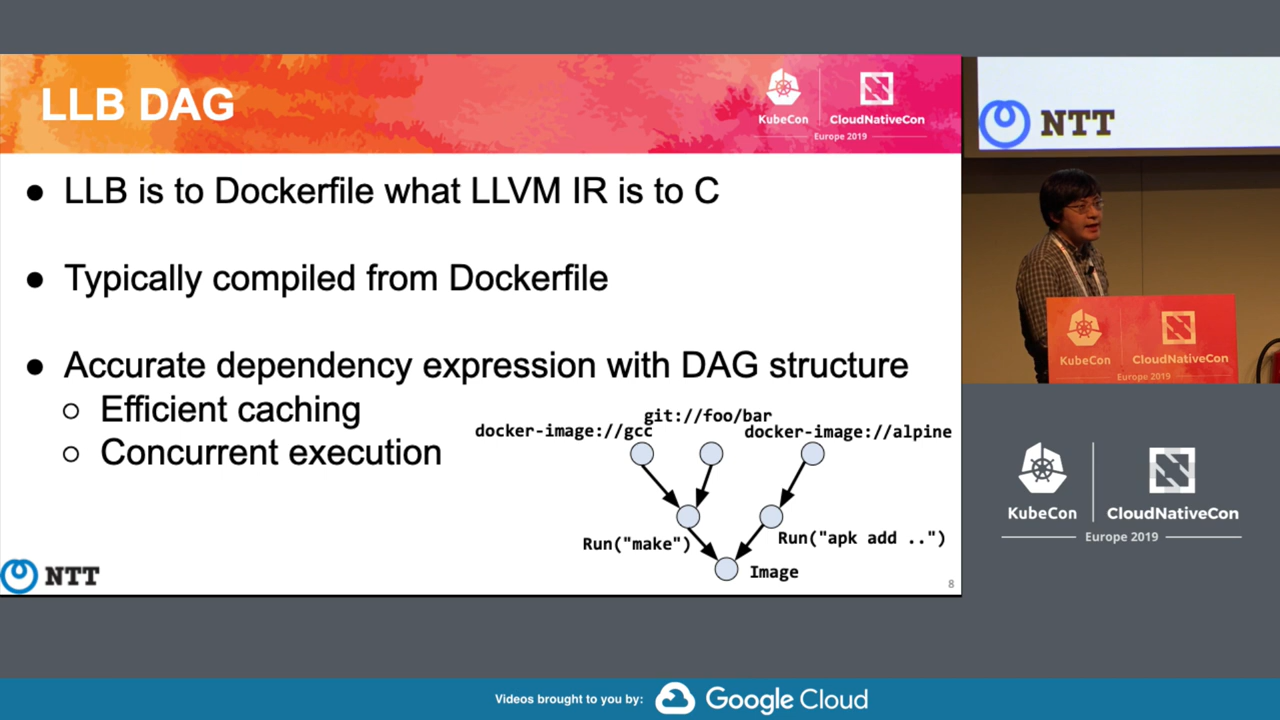 LLB DAG
KubeCon
CloudNativeCon
Europe 2019
● LLB is to Dockerfile what LLVM IR is to C
● Typically compiled from Dockerfile
● Accurate dependency expression with DAG structure
○ Efficient caching
○ Concurrent execution
git://foo/bar
docker-image://gcc
docker-image://alpine
Run("make")
Run("apk add ..")
Image
NTT
8
NTT
KubeCon
CloudNativeCon
Europe 2019
KubeCon
CloudNativeCon
Europe 2019
Videos brought to you by:
Google Cloud